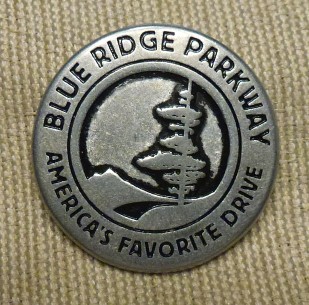 BLUE RIDGE PARKWAY
AMERICA'S FAVORITE DRIVE